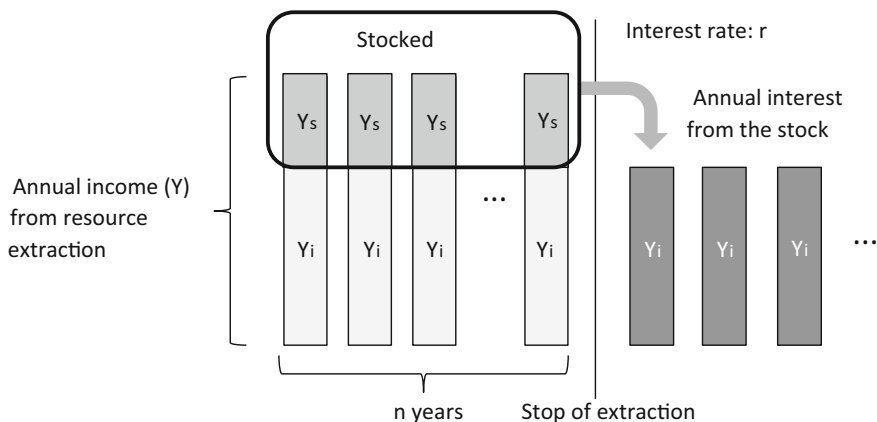 Stocked
Interest rate: r
Annual interest
from the stock
Ys Ys Ys Ys
Annual income (Y)
from resource
extraction
...
Yi Yi Yi Yi
Yi Yi Yi
...
n years
Stop of extraction